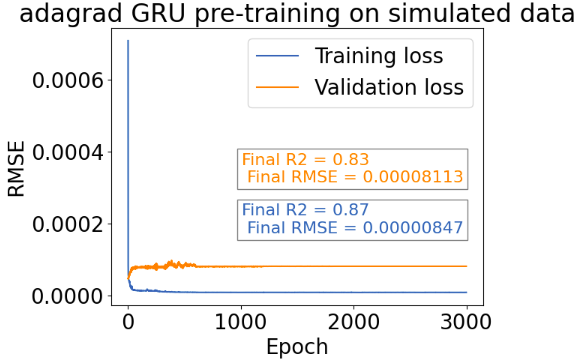 adagrad GRU pre-training on simulated data
Training loss
Validation loss
0.0006
0.0004
0.0002
0.0000
RMSE
Final R2 = 0.83
Final RMSE = 0.00008113
Final R2 = 0.87
Final RMSE = 0.00000847
0 1000 2000 3000
Epoch